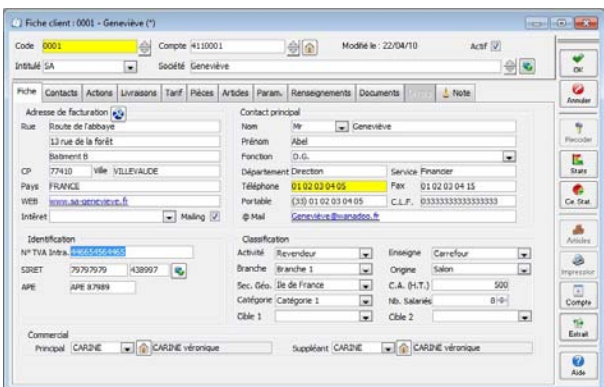 Fiche client : 0001 - Geneviève (*)
Code 0001 Compte 4110001 Modifié le : 22/04/10 Actif
Intitulé SA Société Geneviève
Fiche Contacts Actions Livraisons Tarif Pièces Articles Param. Renseignements Documents Note
Adresse de facturation Contact principal
Rue Route de l'abbaye Nom Mr Geneviève
13 rue de la forêt Prénom Abel
Batiment B Fonction D.G.
CP 77410 Ville VILLEVAUDE Département Direction Service Financier
Pays FRANCE Téléphone 01 02 03 04 05 Fax 01 02 03 04 15
WEB www.sa-genevieve.fr Portable (33) 01 02 03 04 05 C.L.F. 
Intêret Mailing @ Mail Geneviève@wanadoo.fr
Identification Classification
N° TVA Intra. Activité Revendeur Enseigne Carrefour
SIRET 79797979 438997 Branche Branche 1 Origine Salon
APE APE 87989 Sec. Géo. Ile de France C.A. (H.T.) 500
Catégorie Catégorie 1 Nb. Salariés 8
Cible 1 Cible 2
Commercial
Principal CARINE CARINE véronique Suppléant CARINE CARINE véronique
OK
Annuler
Recoder
Stats
Ce. Stat.
Articles
Impression
Compte
Extrait
Aide